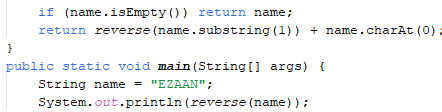 if (name.isEmpty()) return name;
return reverse(name.substring(1)) + name.charAt(0);
}
public static void main(String[] args) {
String name = "EZAAN";
System.out.println(reverse(name));